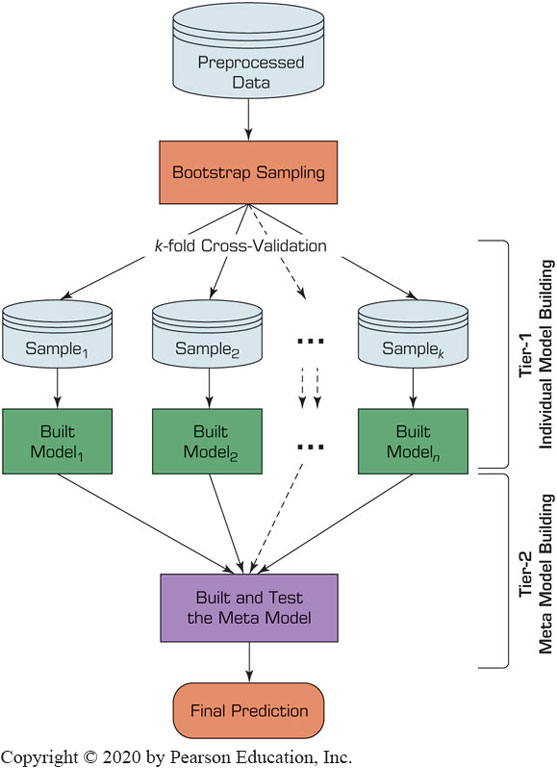 Preprocessed
Data
Bootstrap Sampling
k-fold Cross-Validation
Sample1
Sample2
...
Samplek
Built
Model1
Built
Model2
...
Built
Modeln
Tier-1
Individual Model Building
Built and Test
the Meta Model
Tier-2
Meta Model Building
Final Prediction
Copyright © 2020 by Pearson Education, Inc.